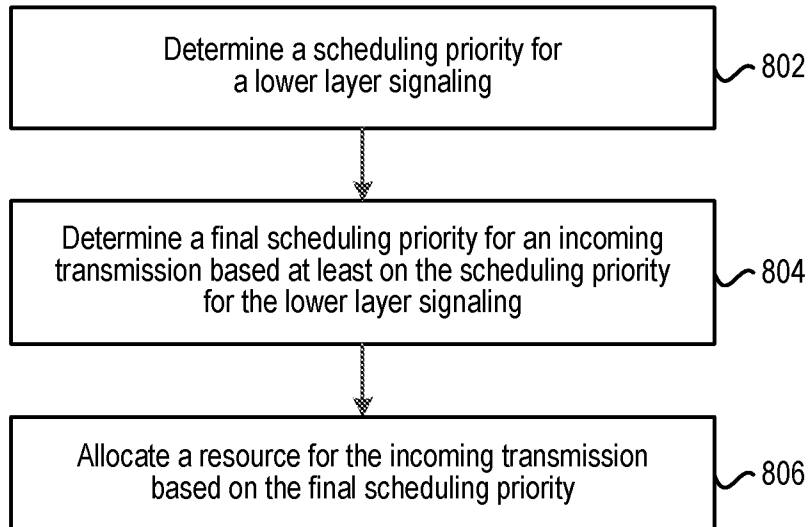 Determine a scheduling priority for
a lower layer signaling
802
Determine a final scheduling priority for an incoming
transmission based at least on the scheduling priority
for the lower layer signaling
804
Allocate a resource for the incoming transmission
based on the final scheduling priority
806